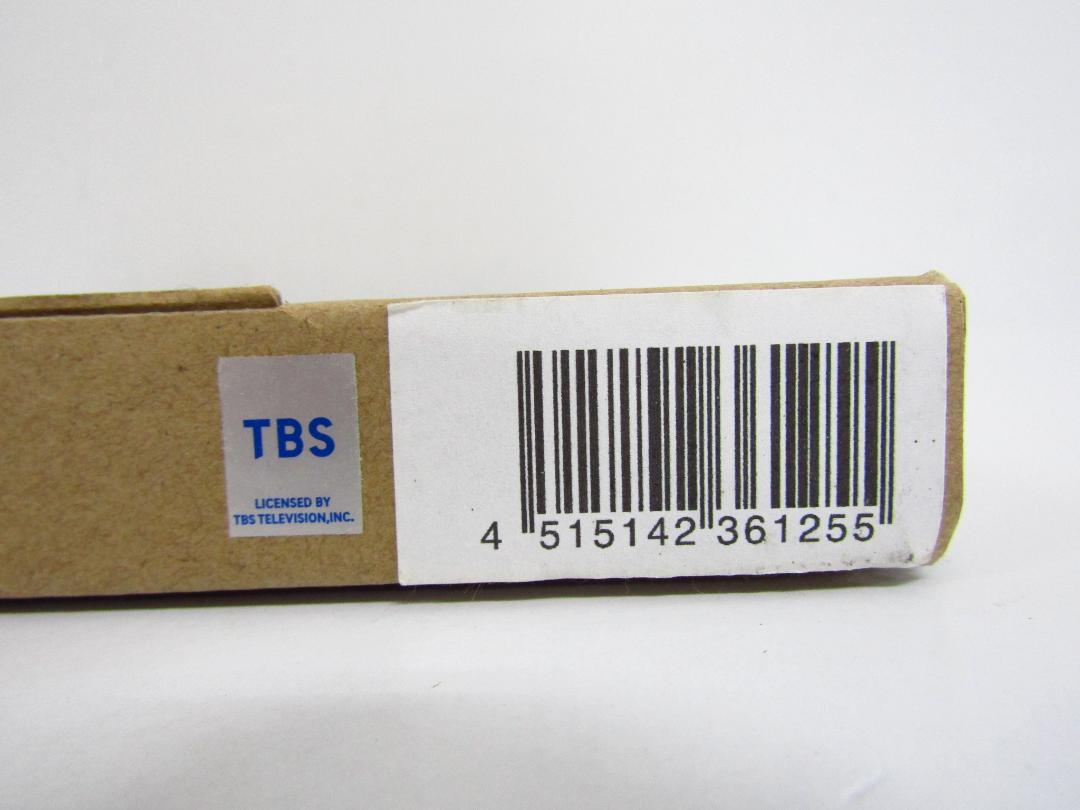 TBS
LICENSED BY
TBS TELEVISION,INC.
4 515142 361255